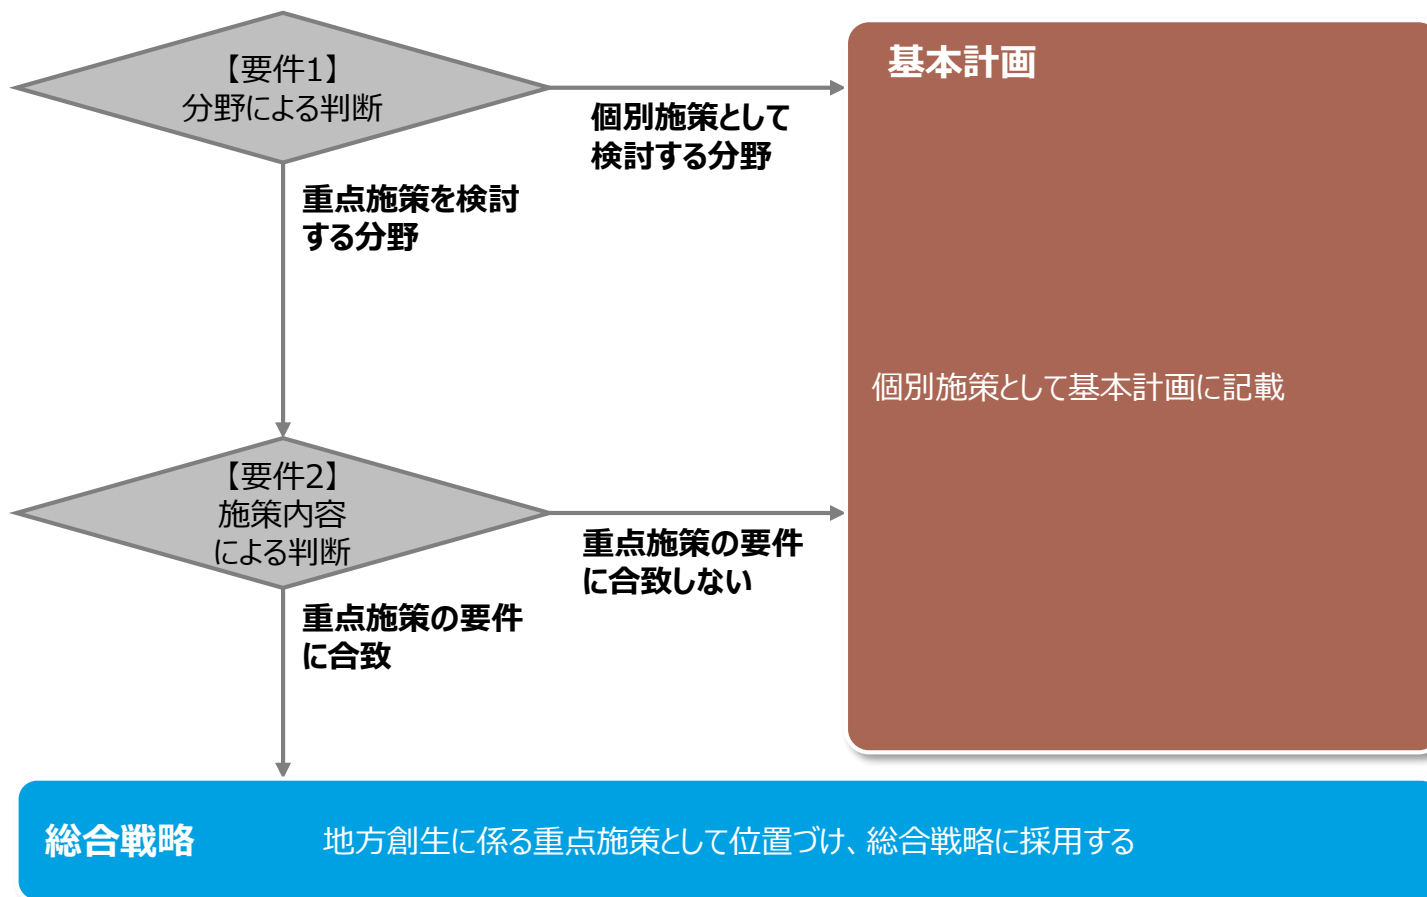 【要件1】
分野による判断
個別施策として
検討する分野
重点施策を検討
する分野
基本計画
個別施策として基本計画に記載
【要件2】
施策内容
による判断
重点施策の要件
に合致しない
重点施策の要件
に合致
総合戦略
地方創生に係る重点施策として位置づけ、総合戦略に採用する